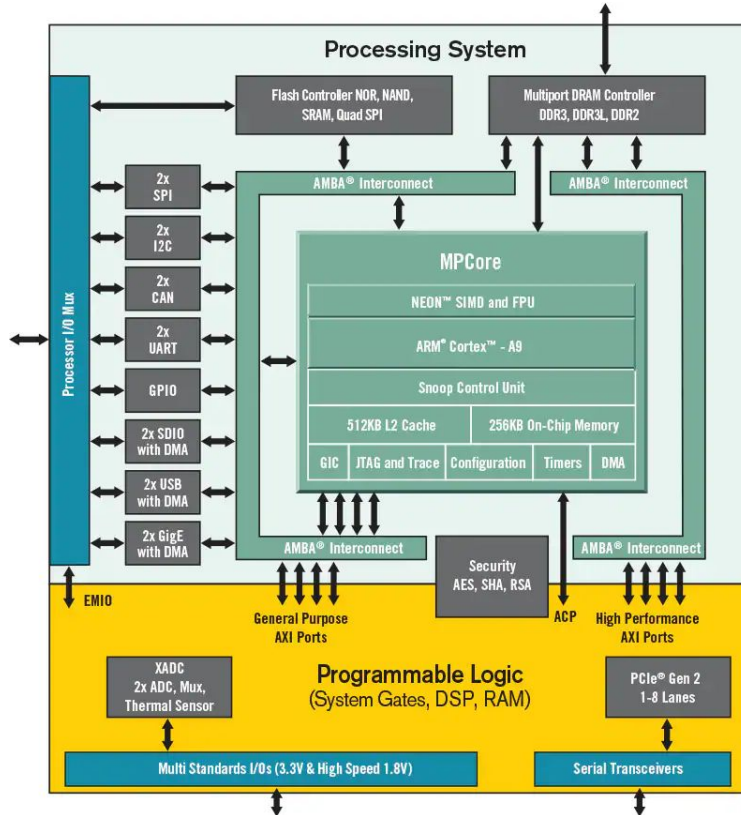 Processing System
Flash Controller NOR, NAND,
SRAM, Quad SPI
Multiport DRAM Controller
DDR3, DDR3L, DDR2
Processor I/O Mux
2x
SPI
2x
I2C
2x
CAN
2x
UART
GPIO
2x SDIO
with DMA
2x USB
with DMA
2x GigE
with DMA
AMBA® Interconnect
AMBA® Interconnect
MPCore
NEON™ SIMD and FPU
ARM® Cortex™ - A9
Snoop Control Unit
512KB L2 Cache
256KB On-Chip Memory
GIC
JTAG and Trace
Configuration
Timers
DMA
AMBA® Interconnect
AMBA® Interconnect
Security
AES, SHA, RSA
EMIO
General Purpose
AXI Ports
ACP
High Performance
AXI Ports
XADC
2x ADC, Mux,
Thermal Sensor
Programmable Logic
(System Gates, DSP, RAM)
PCIe® Gen 2
1-8 Lanes
Multi Standards I/Os (3.3V & High Speed 1.8V)
Serial Transceivers